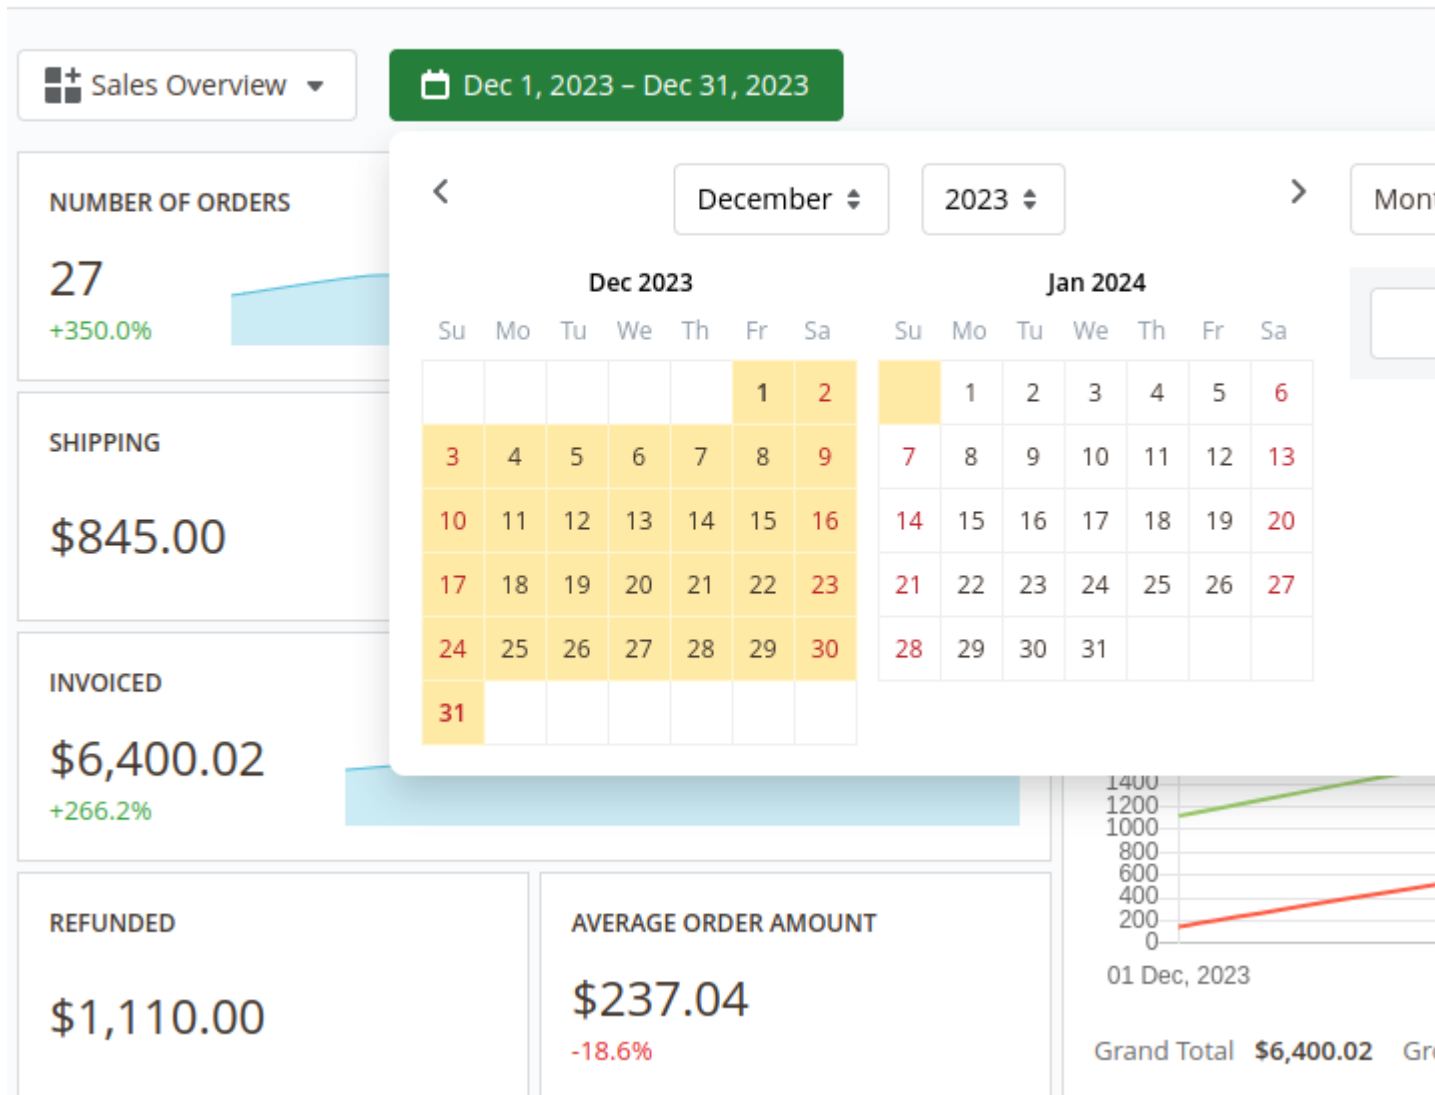 Sales Overview
Dec 1, 2023 – Dec 31, 2023
NUMBER OF ORDERS
27
+350.0%
SHIPPING
$845.00
INVOICED
$6,400.02
+266.2%
REFUNDED
$1,110.00
AVERAGE ORDER AMOUNT
$237.04
-18.6%
December
2023
Dec 2023
Su Mo Tu We Th Fr Sa
1 2
3 4 5 6 7 8 9
10 11 12 13 14 15 16
17 18 19 20 21 22 23
24 25 26 27 28 29 30
31
Jan 2024
Su Mo Tu We Th Fr Sa
1 2 3 4 5 6
7 8 9 10 11 12 13
14 15 16 17 18 19 20
21 22 23 24 25 26 27
28 29 30 31
1400
1200
1000
800
600
400
200
0
01 Dec, 2023
Grand Total $6,400.02